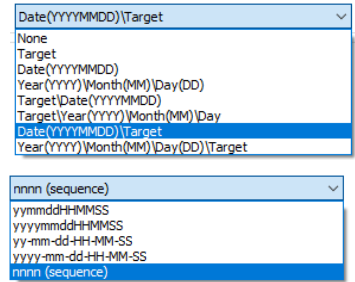 Date(YYYYMMDD)\Target
None
Target
Date(YYYYMMDD)
Year(YYYY)\Month(MM)\Day(DD)
Target\Date(YYYYMMDD)
Target\Year(YYYY)\Month(MM)\Day
Date(YYYYMMDD)\Target
Year(YYYY)\Month(MM)\Day(DD)\Target
nnnn (sequence)
yymmddHHMMSS
yyyymmddHHMMSS
yy-mm-dd-HH-MM-SS
yyyy-mm-dd-HH-MM-SS
nnnn (sequence)